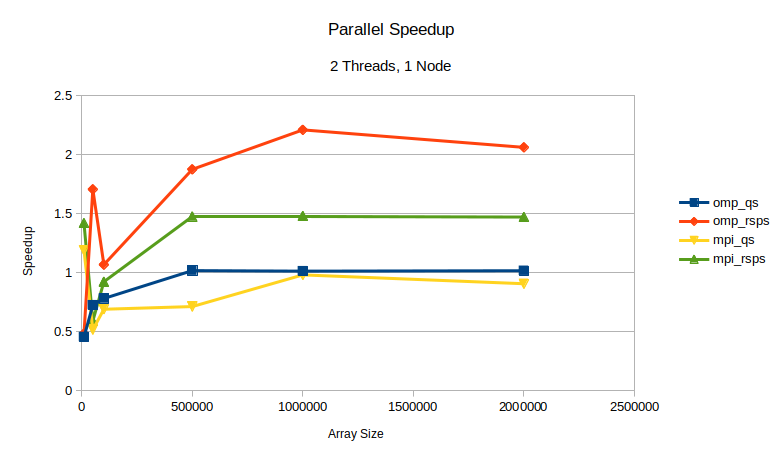 Parallel Speedup
2 Threads, 1 Node
2.5
2
1.5
1
0.5
0
Speedup
0 500000 1000000 1500000 2000000 2500000
Array Size
omp_qs
omp_rsps
mpi_qs
mpi_rsps